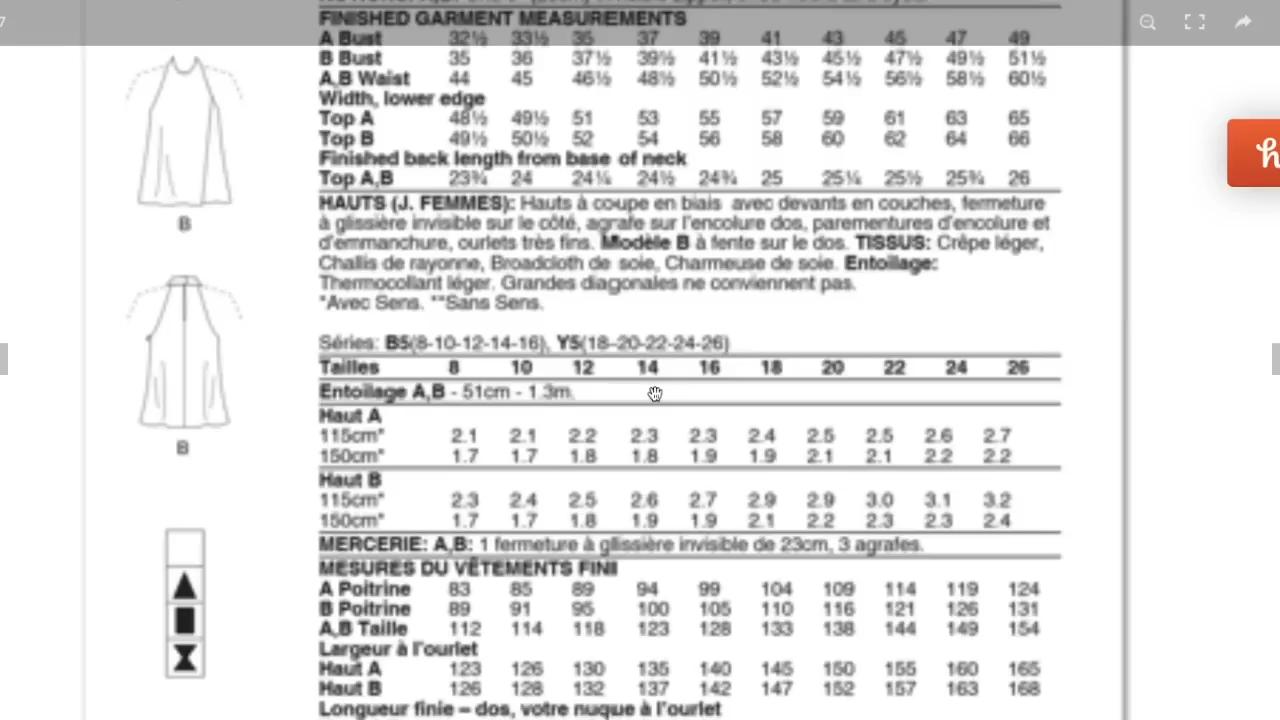 FINISHED GARMENT MEASUREMENTS
A Bust 32½ 33½ 35 37 39 41 43 45 47 49
B Bust 35 36 37½ 39½ 41½ 43½ 45½ 47½ 49½ 51½
A,B Waist 44 45 46½ 48½ 50½ 52½ 54½ 56½ 58½ 60½
Width, lower edge
Top A 48½ 49½ 51 53 55 57 59 61 63 65
Top B 49½ 50½ 52 54 56 58 60 62 64 66
Finished back length from base of neck
Top A,B 23¾ 24 24¼ 24½ 24¾ 25 25¼ 25½ 25¾ 26
HAUTS (J. FEMMES): Hauts à coupe en biais avec devants en couches, fermeture
à glissière invisible sur le côté, agrafe sur l'encolure dos, parementures d'encolure et
d'emmanchure, ourlets très fins. Modèle B à fente sur le dos. TISSUS: Crêpe léger,
Challis de rayonne, Broadcloth de soie, Charmeuse de soie. Entoilage:
Thermocollant léger. Grandes diagonales ne conviennent pas.
*Avec Sens. **Sans Sens.
Séries: B5(8-10-12-14-16), Y5(18-20-22-24-26)
Tailles 8 10 12 14 16 18 20 22 24 26
Entoilage A,B - 51cm - 1.3m.
Haut A
115cm* 2.1 2.1 2.2 2.3 2.3 2.4 2.5 2.5 2.6 2.7
150cm* 1.7 1.7 1.8 1.8 1.9 1.9 2.1 2.1 2.2 2.2
Haut B
115cm* 2.3 2.4 2.5 2.6 2.7 2.9 2.9 3.0 3.1 3.2
150cm* 1.7 1.7 1.8 1.9 1.9 2.1 2.2 2.3 2.3 2.4
MERCERIE: A,B: 1 fermeture à glissière invisible de 23cm, 3 agrafes.
MESURES DU VÊTEMENTS FINII
A Poitrine 83 85 89 94 99 104 109 114 119 124
B Poitrine 89 91 95 100 105 110 116 121 126 131
A,B Taille 112 114 118 123 128 133 138 144 149 154
Largeur à l'ourlet
Haut A 123 126 130 135 140 145 150 155 160 165
Haut B 126 128 132 137 142 147 152 157 163 168
Longueur finie – dos, votre nuque à l'ourlet
B
B
7
h